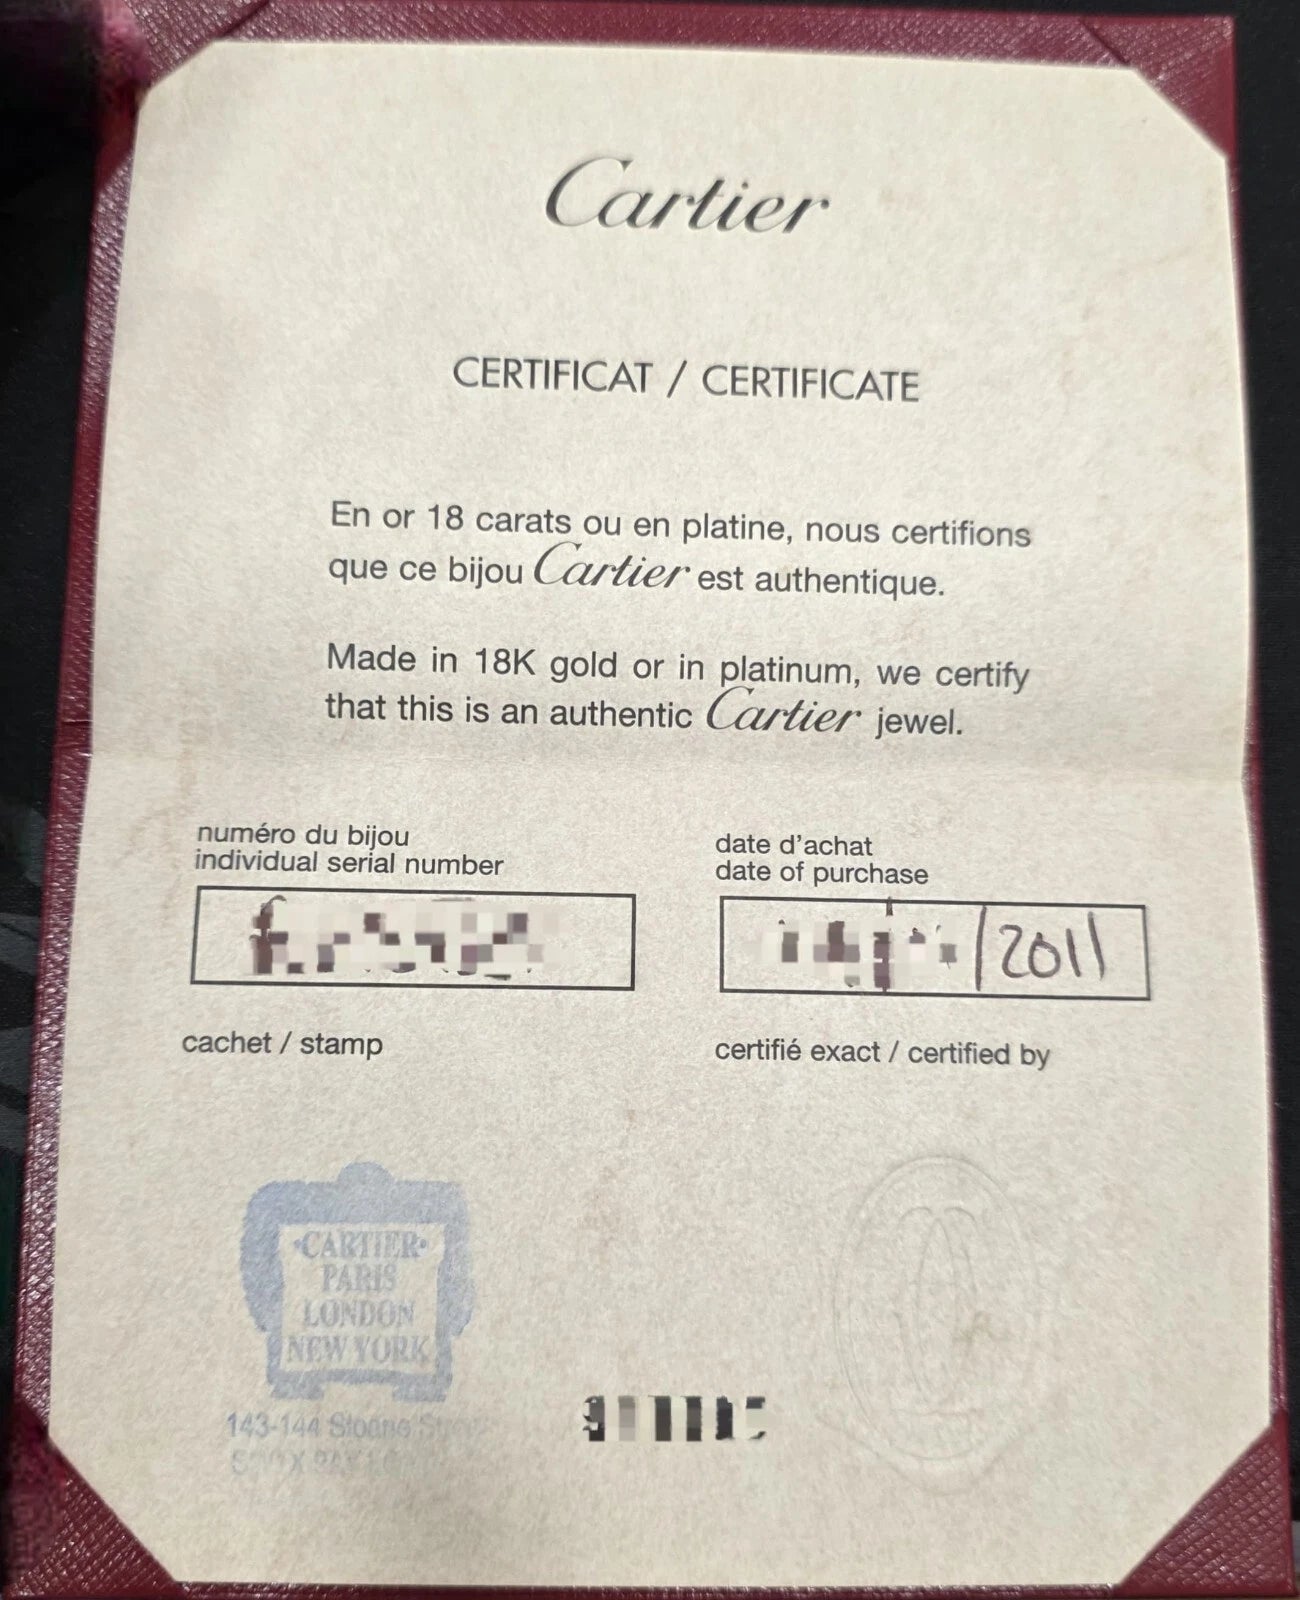 Cartier
CERTIFICAT / CERTIFICATE
En or 18 carats ou en platine, nous certifions
que ce bijou Cartier est authentique.
Made in 18K gold or in platinum, we certify
that this is an authentic Cartier jewel.
numéro du bijou
individual serial number
date d'achat
date of purchase
/2011
cachet / stamp
certifié exact / certified by
·CARTIER·
PARIS
LONDON
NEW YORK
143-144 Sloane